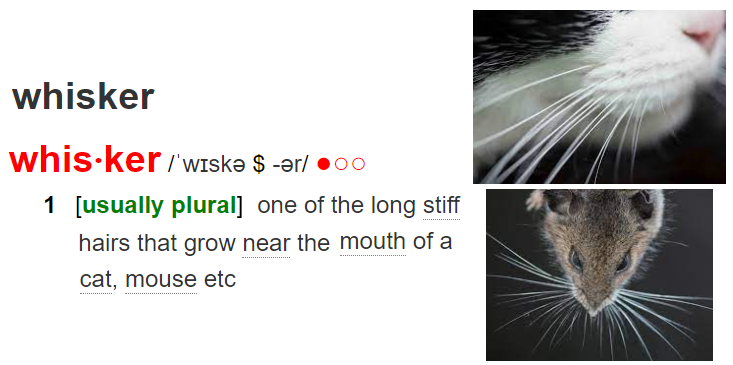 whisker
whis·ker /ˈwɪskə $ -ər/ ●○○
1 [usually plural] one of the long stiff
hairs that grow near the mouth of a
cat, mouse etc